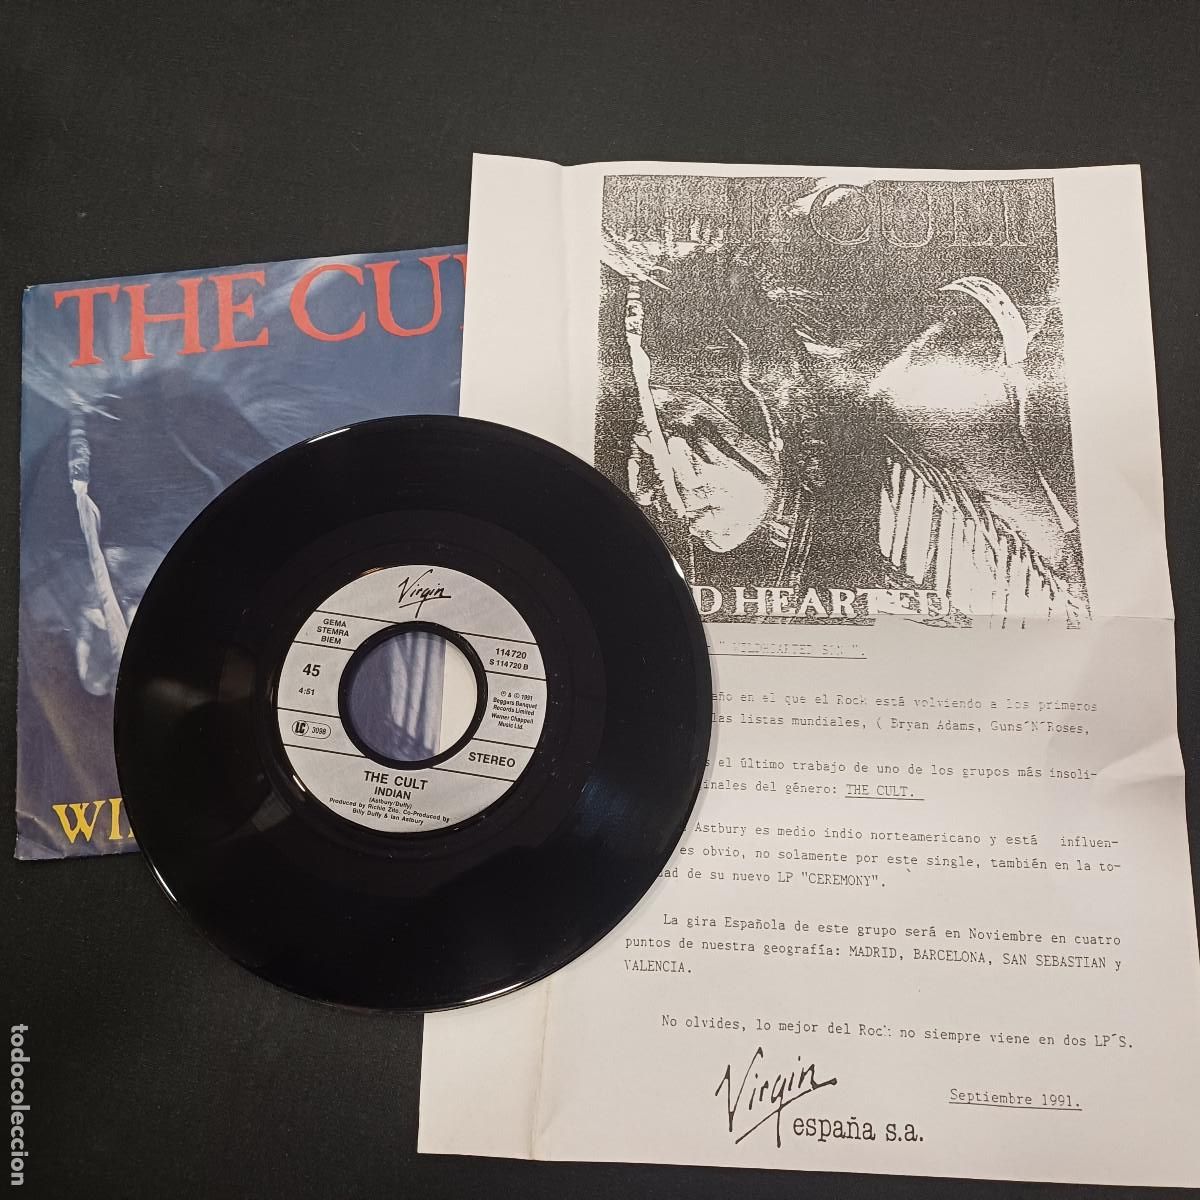 THE CU
WI
Virgin
GEMA
STEMRA
BIEM
45
4:51
LC 3098
114720
S 114720 B
℗ & © 1991
Beggars Banquet
Records Limited
Warner Chappell
Music Ltd.
STEREO
THE CULT
INDIAN
(Astbury/Duffy)
Produced by Richie Zito, Co-Produced by
Billy Duffy & Ian Astbury
THE CULT
D HEARTED
" WILDHEARTED SON ".
año en el que el Rock está volviendo a los primeros
las listas mundiales, ( Bryan Adams, Guns´N´Roses,
s el último trabajo de uno de los grupos más insoli-
inales del género: THE CULT.
Astbury es medio indio norteamericano y está influen-
es obvio, no solamente por este single, también en la to-
dad de su nuevo LP "CEREMONY".
La gira Española de este grupo será en Noviembre en cuatro
puntos de nuestra geografía: MADRID, BARCELONA, SAN SEBASTIAN y
VALENCIA.
No olvides, lo mejor del Rock no siempre viene en dos LP´S.
Virgin
españa s.a.
Septiembre 1991.
todocoleccion